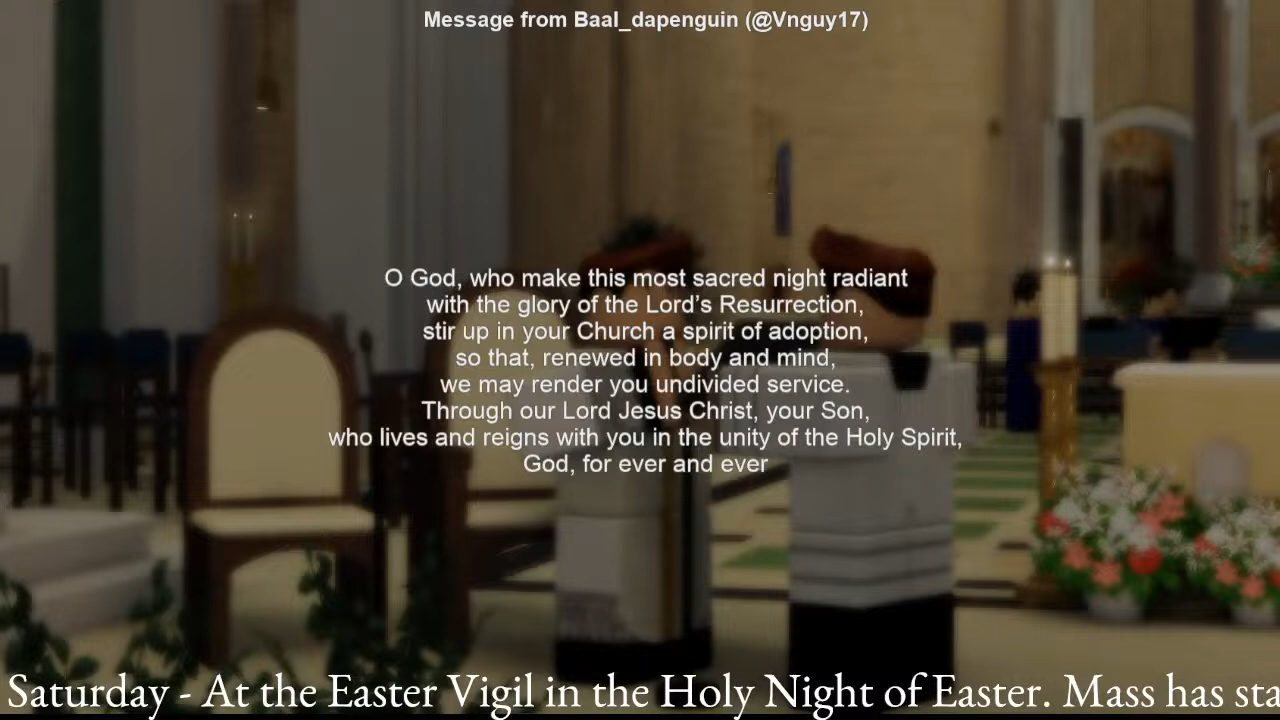 Message from Baal_dapenguin (@Vnguy17)
O God, who make this most sacred night radiant
with the glory of the Lord’s Resurrection,
stir up in your Church a spirit of adoption,
so that, renewed in body and mind,
we may render you undivided service.
Through our Lord Jesus Christ, your Son,
who lives and reigns with you in the unity of the Holy Spirit,
God, for ever and ever
Saturday - At the Easter Vigil in the Holy Night of Easter. Mass has sta